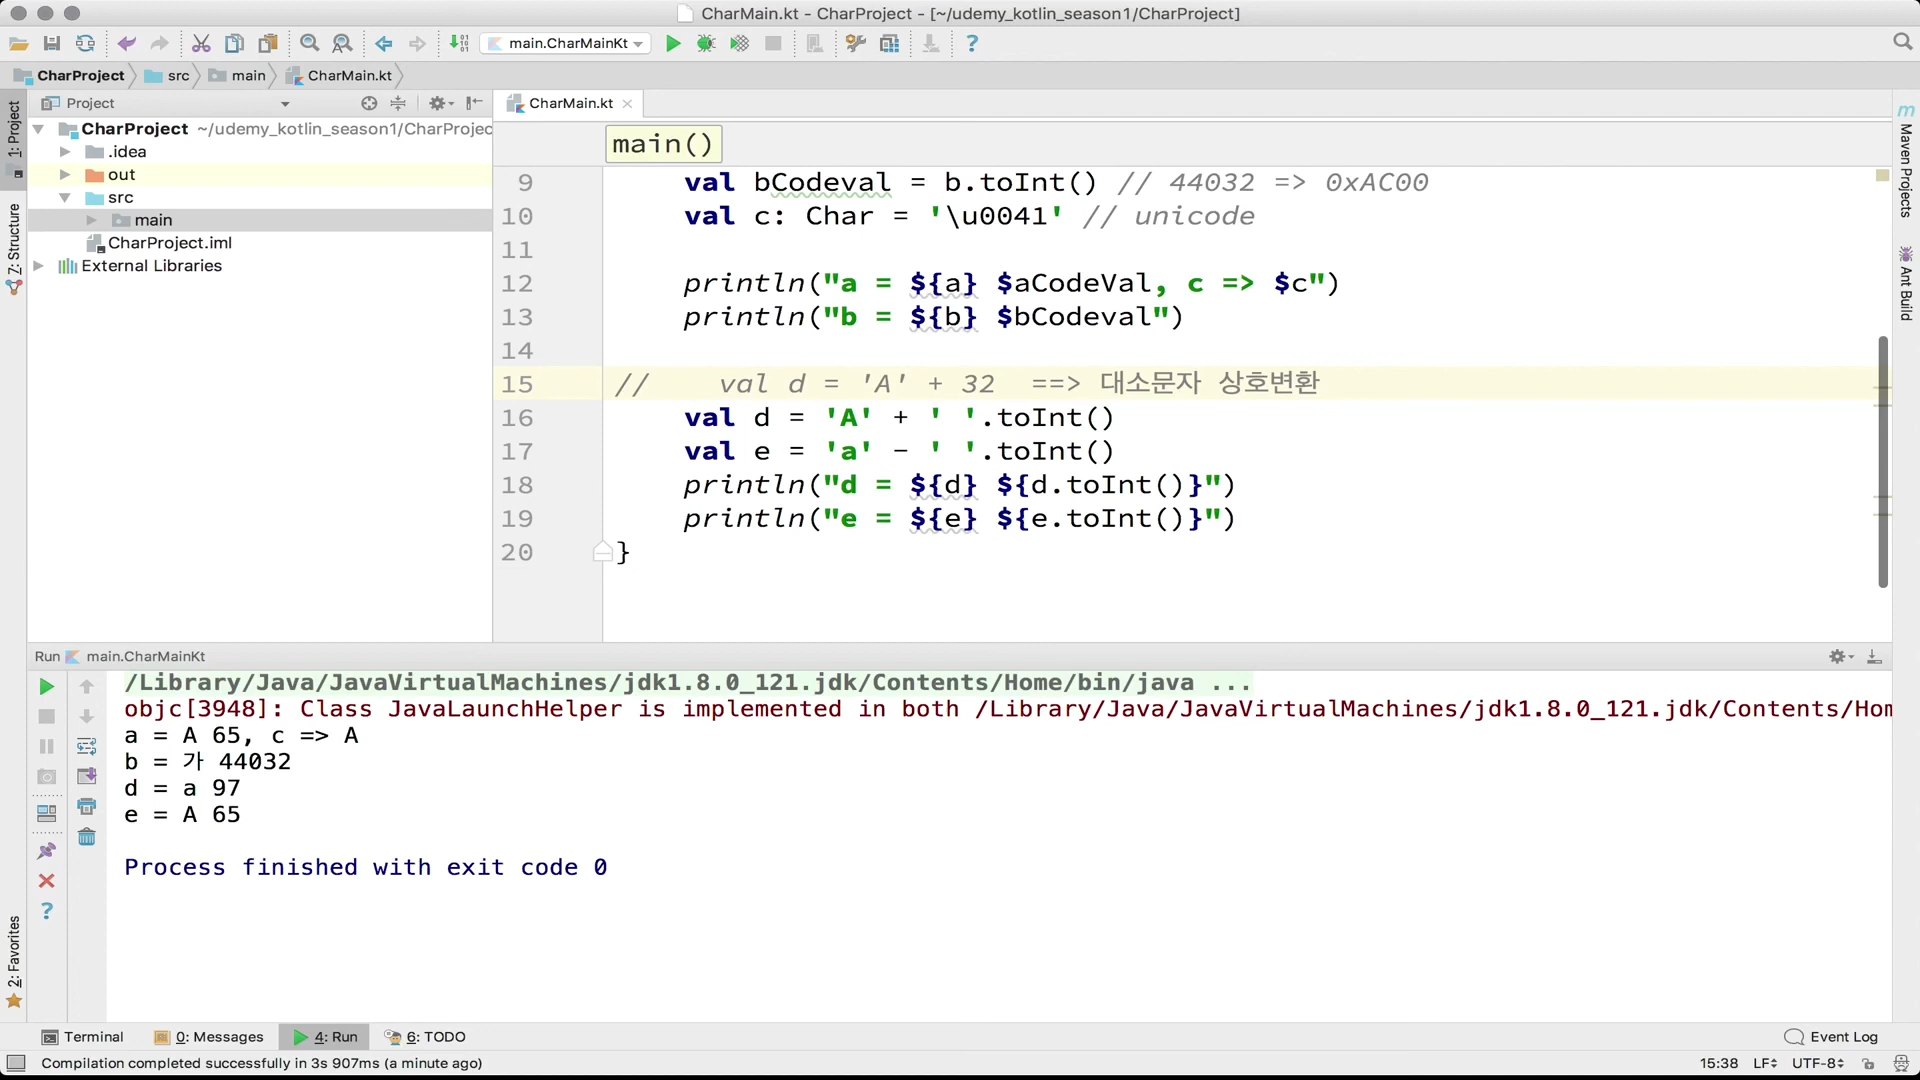 CharMain.kt - CharProject - [~/udemy_kotlin_season1/CharProject]
main.CharMainKt
CharProject src main CharMain.kt
Project
CharMain.kt
1: Project
CharProject ~/udemy_kotlin_season1/CharProjec
.idea
out
src
main
CharProject.iml
External Libraries
Z: Structure
2: Favorites
m
Maven Projects
Ant Build
main()
9 val bCodeval = b.toInt() // 44032 => 0xAC00
10 val c: Char = '\u0041' // unicode
11
12 println("a = ${a} $aCodeVal, c => $c")
13 println("b = ${b} $bCodeval")
14
15 // val d = 'A' + 32 ==> 대소문자 상호변환
16 val d = 'A' + ' '.toInt()
17 val e = 'a' - ' '.toInt()
18 println("d = ${d} ${d.toInt()}")
19 println("e = ${e} ${e.toInt()}")
20 }
Run main.CharMainKt
/Library/Java/JavaVirtualMachines/jdk1.8.0_121.jdk/Contents/Home/bin/java ...
objc[3948]: Class JavaLaunchHelper is implemented in both /Library/Java/JavaVirtualMachines/jdk1.8.0_121.jdk/Contents/Hom
a = A 65, c => A
b = 가 44032
d = a 97
e = A 65
Process finished with exit code 0
Terminal 0: Messages 4: Run 6: TODO Event Log
Compilation completed successfully in 3s 907ms (a minute ago) 15:38 LF UTF-8